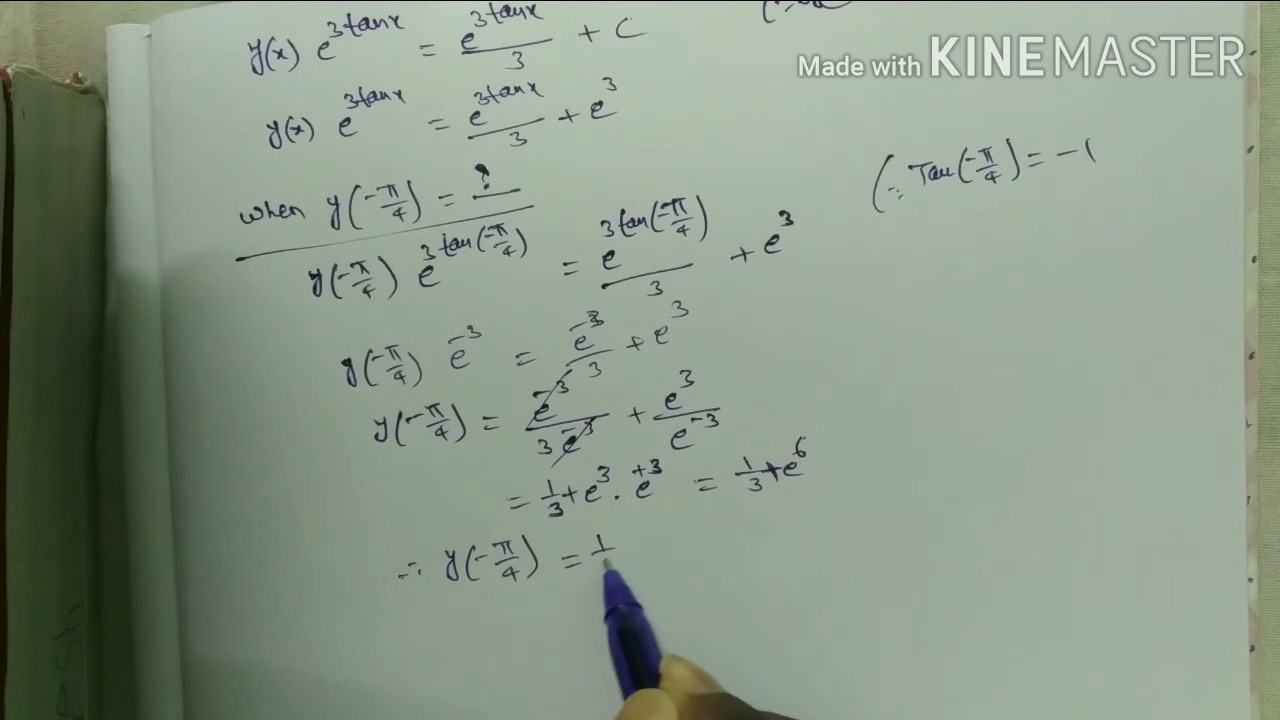 y(x) e^{3tanx} = e^{3tanx}/3 + C
Made with KINEMASTER
y(x) e^{3tanx} = e^{3tanx}/3 + e^3
(∵ Tan(-π/4) = -1
when y(-π/4) = ?
y(-π/4) e^{3tan(-π/4)} = e^{3tan(-π/4)}/3 + e^3
y(-π/4) e^{-3} = e^{-3}/3 + e^3
y(-π/4) = e^{-3}/3e^{-3} + e^3/e^{-3}
= 1/3 + e^3 . e^{+3} = 1/3 + e^6
∴ y(-π/4) = 1